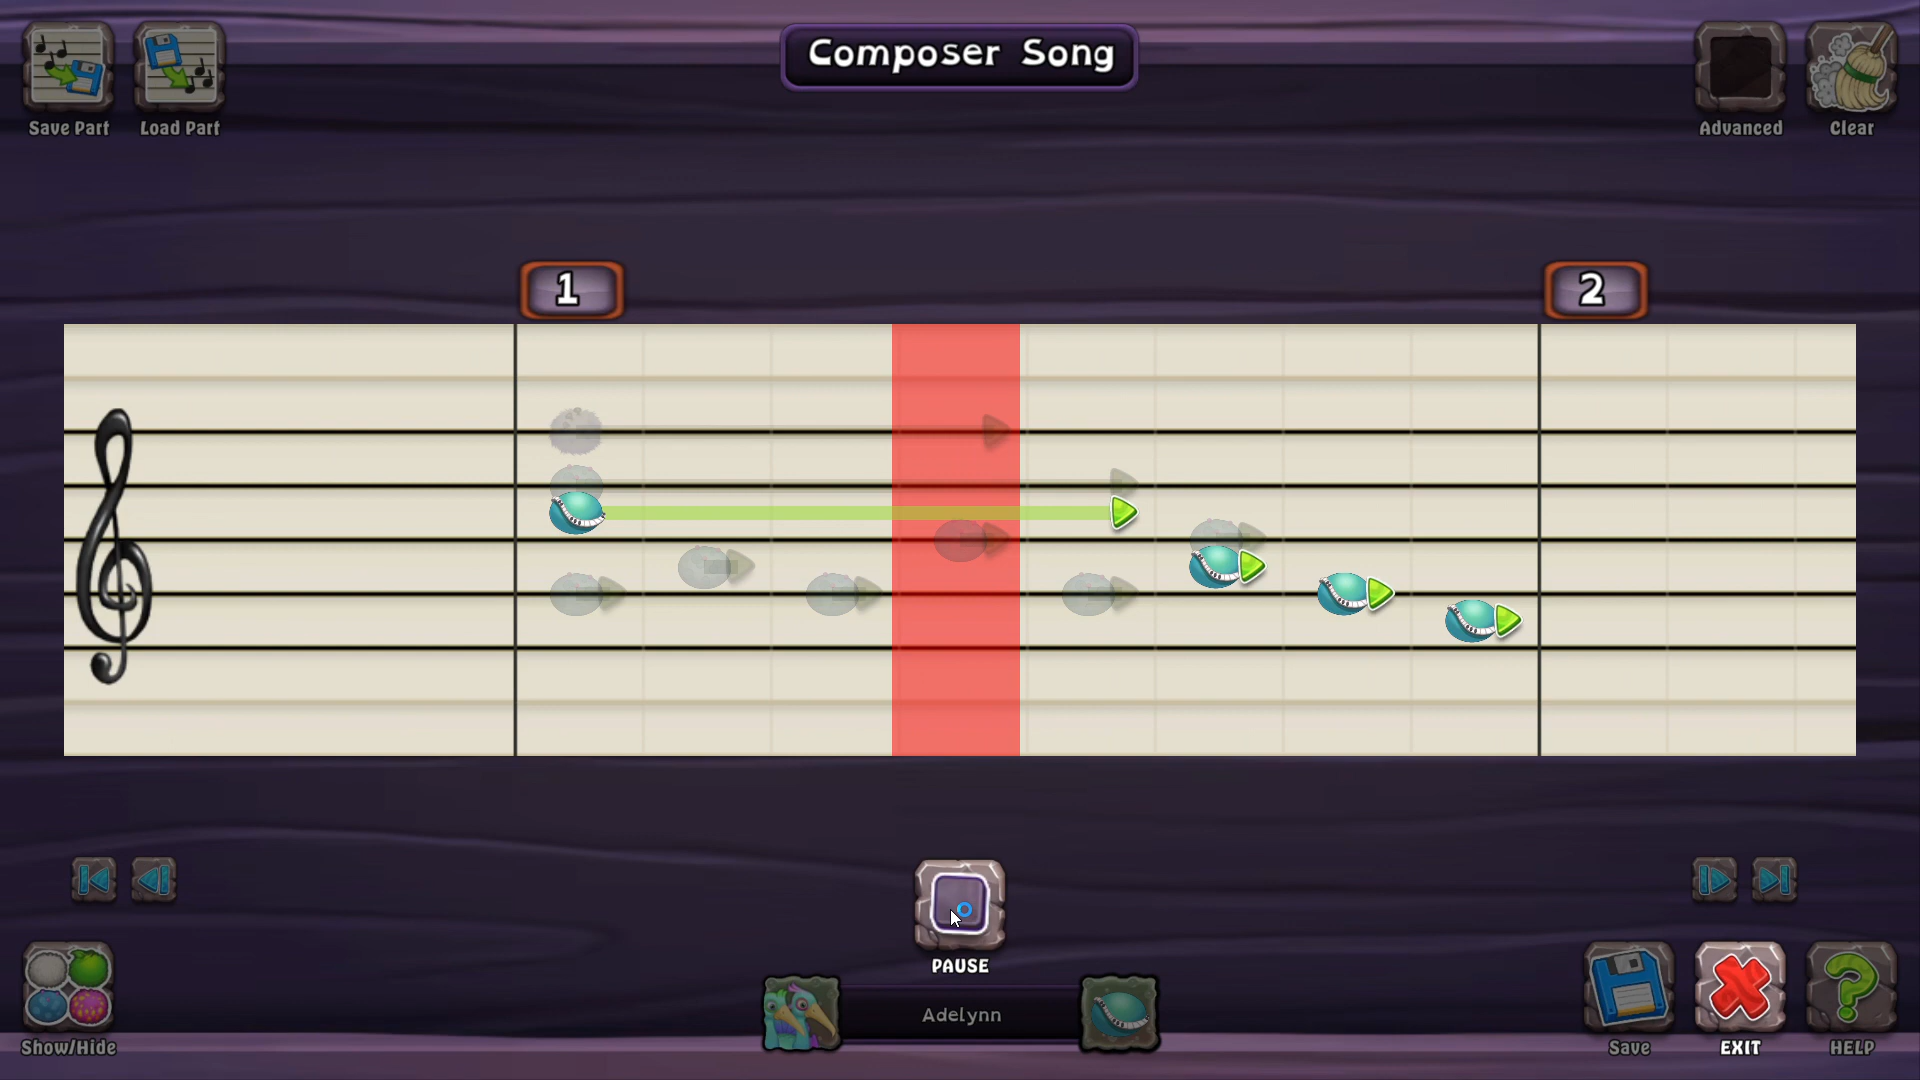 Composer Song
Save Part
Load Part
Advanced
Clear
1
2
PAUSE
Adelynn
Show/Hide
Save
EXIT
HELP